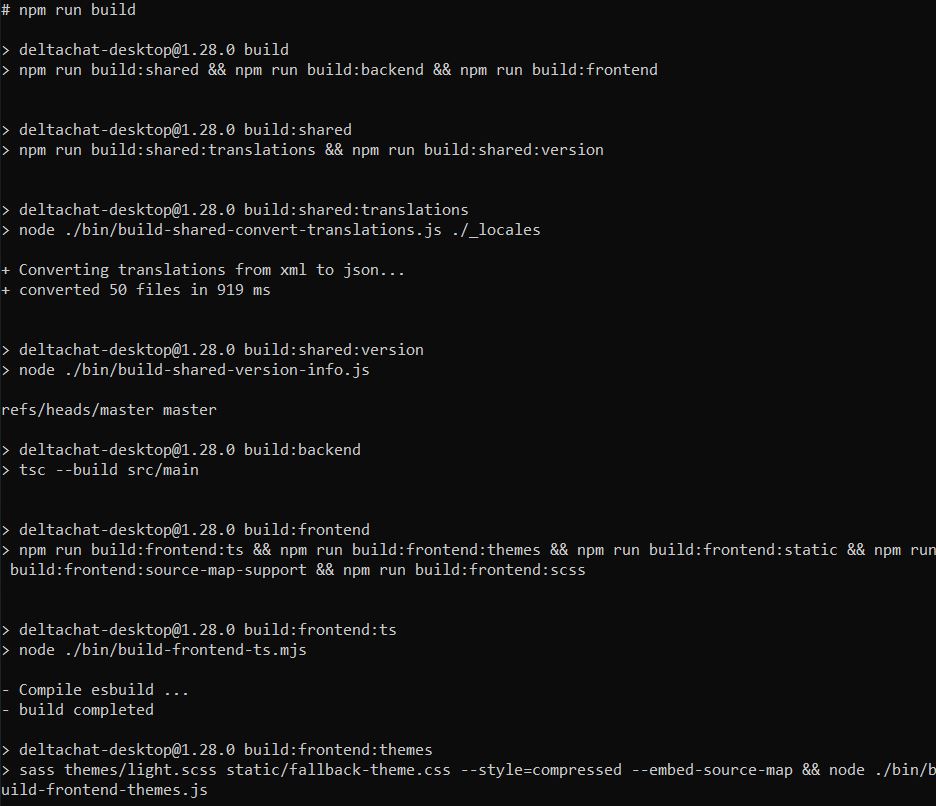 # npm run build
> deltachat-desktop@1.28.0 build
> npm run build:shared && npm run build:backend && npm run build:frontend
> deltachat-desktop@1.28.0 build:shared
> npm run build:shared:translations && npm run build:shared:version
> deltachat-desktop@1.28.0 build:shared:translations
> node ./bin/build-shared-convert-translations.js ./_locales
+ Converting translations from xml to json...
+ converted 50 files in 919 ms
> deltachat-desktop@1.28.0 build:shared:version
> node ./bin/build-shared-version-info.js
refs/heads/master master
> deltachat-desktop@1.28.0 build:backend
> tsc --build src/main
> deltachat-desktop@1.28.0 build:frontend
> npm run build:frontend:ts && npm run build:frontend:themes && npm run build:frontend:static && npm run
 build:frontend:source-map-support && npm run build:frontend:scss
> deltachat-desktop@1.28.0 build:frontend:ts
> node ./bin/build-frontend-ts.mjs
- Compile esbuild ...
- build completed
> deltachat-desktop@1.28.0 build:frontend:themes
> sass themes/light.scss static/fallback-theme.css --style=compressed --embed-source-map && node ./bin/b
uild-frontend-themes.js